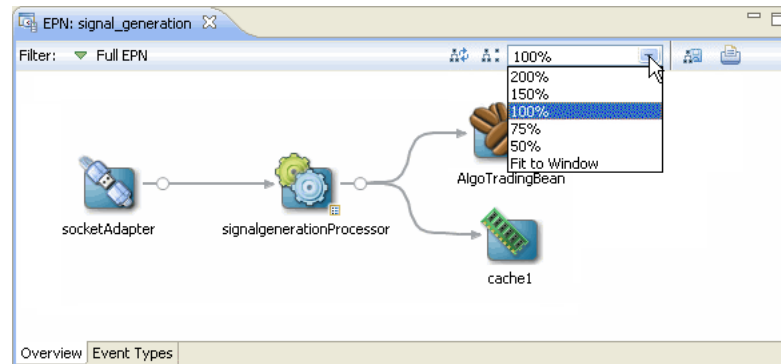 EPN: signal_generation
Filter: Full EPN
100%
200%
150%
100%
75%
50%
Fit to Window
AlgoTradingBean
socketAdapter
signalgenerationProcessor
cache1
Overview
Event Types